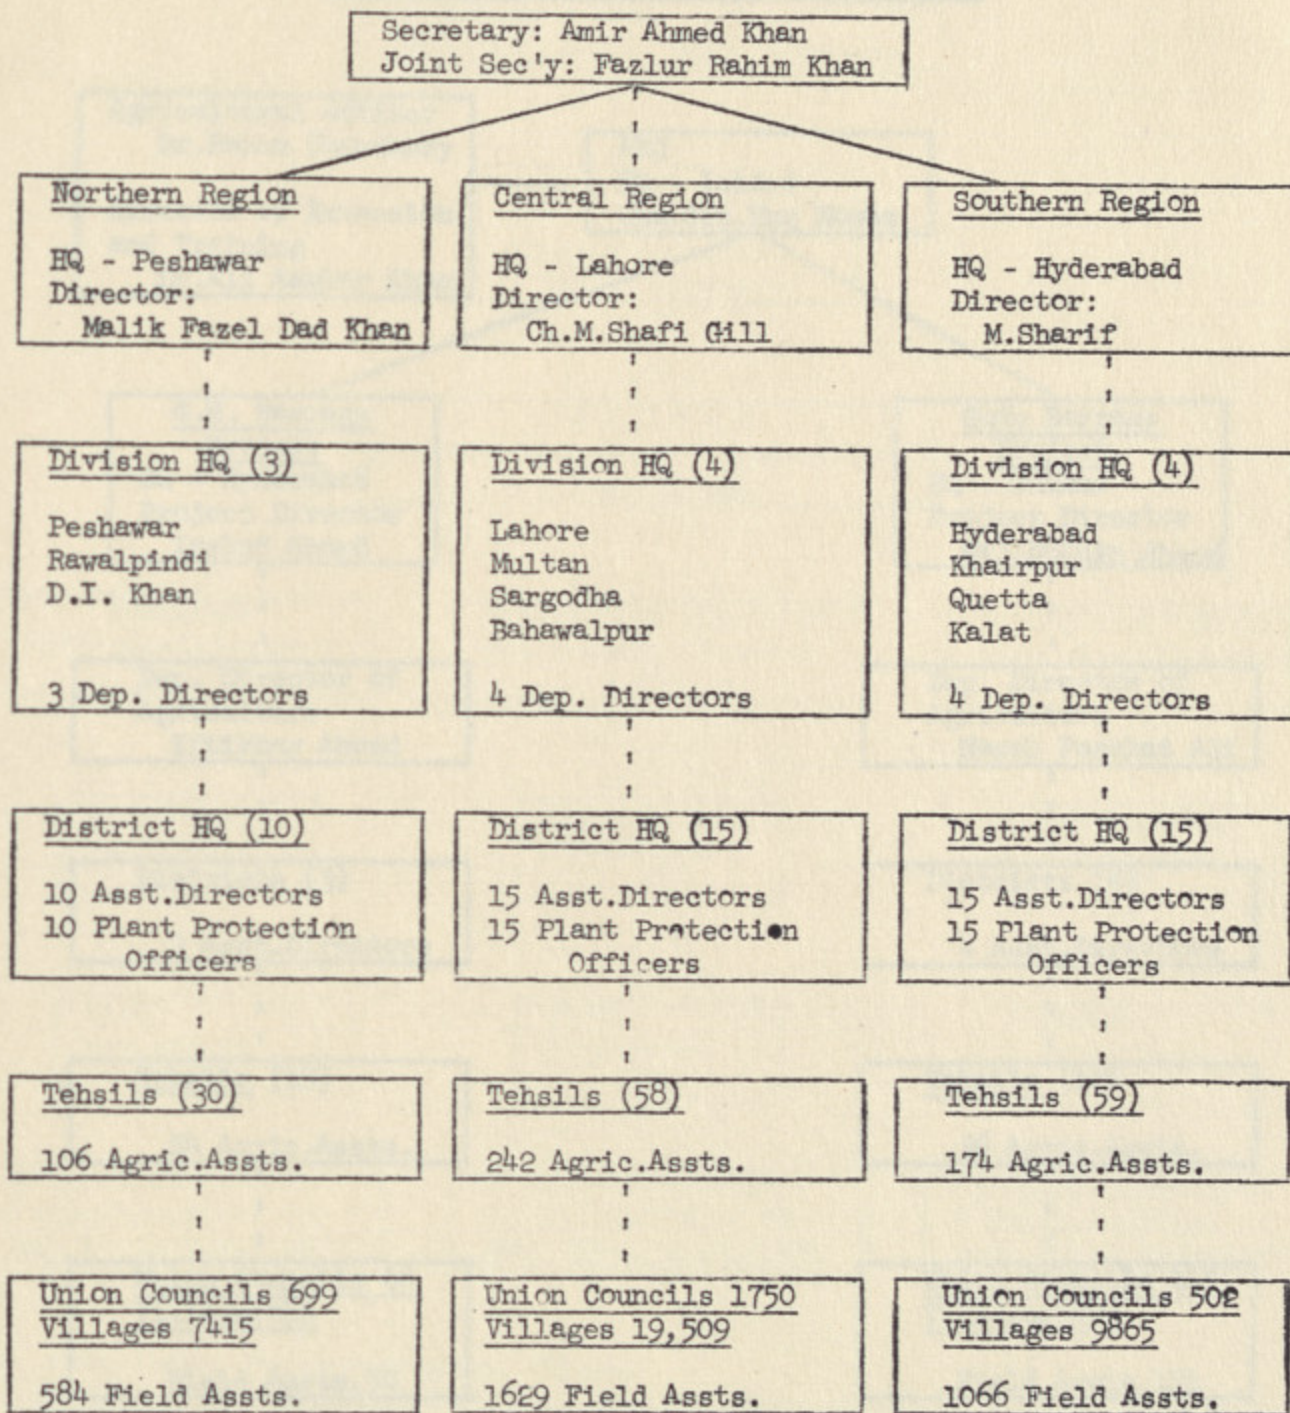 Secretary: Amir Ahmed Khan
Joint Sec'y: Fazlur Rahim Khan
Northern Region
HQ - Peshawar
Director:
Malik Fazel Dad Khan
Central Region
HQ - Lahore
Director:
Ch.M.Shafi Gill
Southern Region
HQ - Hyderabad
Director:
M.Sharif
Division HQ (3)
Peshawar
Rawalpindi
D.I. Khan
3 Dep. Directors
Division HQ (4)
Lahore
Multan
Sargodha
Bahawalpur
4 Dep. Directors
Division HQ (4)
Hyderabad
Khairpur
Quetta
Kalat
4 Dep. Directors
District HQ (10)
10 Asst.Directors
10 Plant Protection
Officers
District HQ (15)
15 Asst.Directors
15 Plant Protection
Officers
District HQ (15)
15 Asst.Directors
15 Plant Protection
Officers
Tehsils (30)
106 Agric.Assts.
Tehsils (58)
242 Agric.Assts.
Tehsils (59)
174 Agric.Assts.
Union Councils 699
Villages 7415
584 Field Assts.
Union Councils 1750
Villages 19,509
1629 Field Assts.
Union Councils 502
Villages 9865
1066 Field Assts.